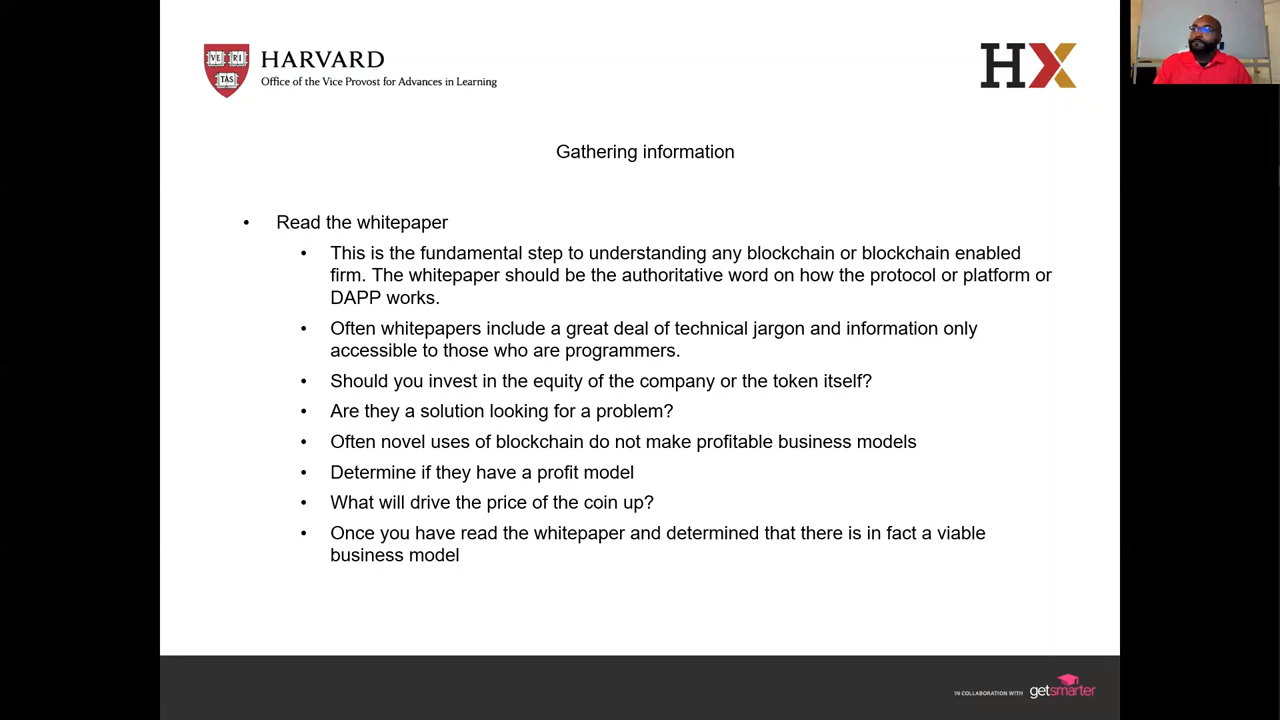 VE RI
TAS
HARVARD
Office of the Vice Provost for Advances in Learning
HX
Gathering information
• Read the whitepaper
• This is the fundamental step to understanding any blockchain or blockchain enabled
firm. The whitepaper should be the authoritative word on how the protocol or platform or
DAPP works.
• Often whitepapers include a great deal of technical jargon and information only
accessible to those who are programmers.
• Should you invest in the equity of the company or the token itself?
• Are they a solution looking for a problem?
• Often novel uses of blockchain do not make profitable business models
• Determine if they have a profit model
• What will drive the price of the coin up?
• Once you have read the whitepaper and determined that there is in fact a viable
business model
IN COLLABORATION WITH getsmarter